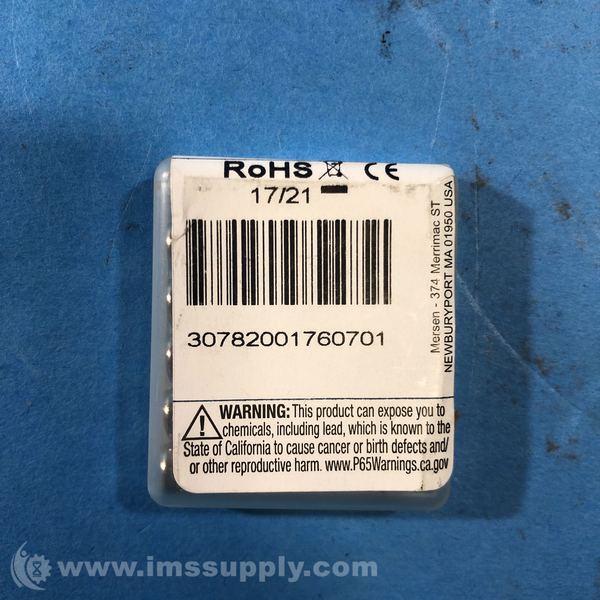 RoHS CE
17/21
30782001760701
Mersen - 374 Merrimac ST
NEWBURYPORT MA 01950 USA
WARNING: This product can expose you to
chemicals, including lead, which is known to the
State of California to cause cancer or birth defects and/
or other reproductive harm. www.P65Warnings.ca.gov
www.imssupply.com